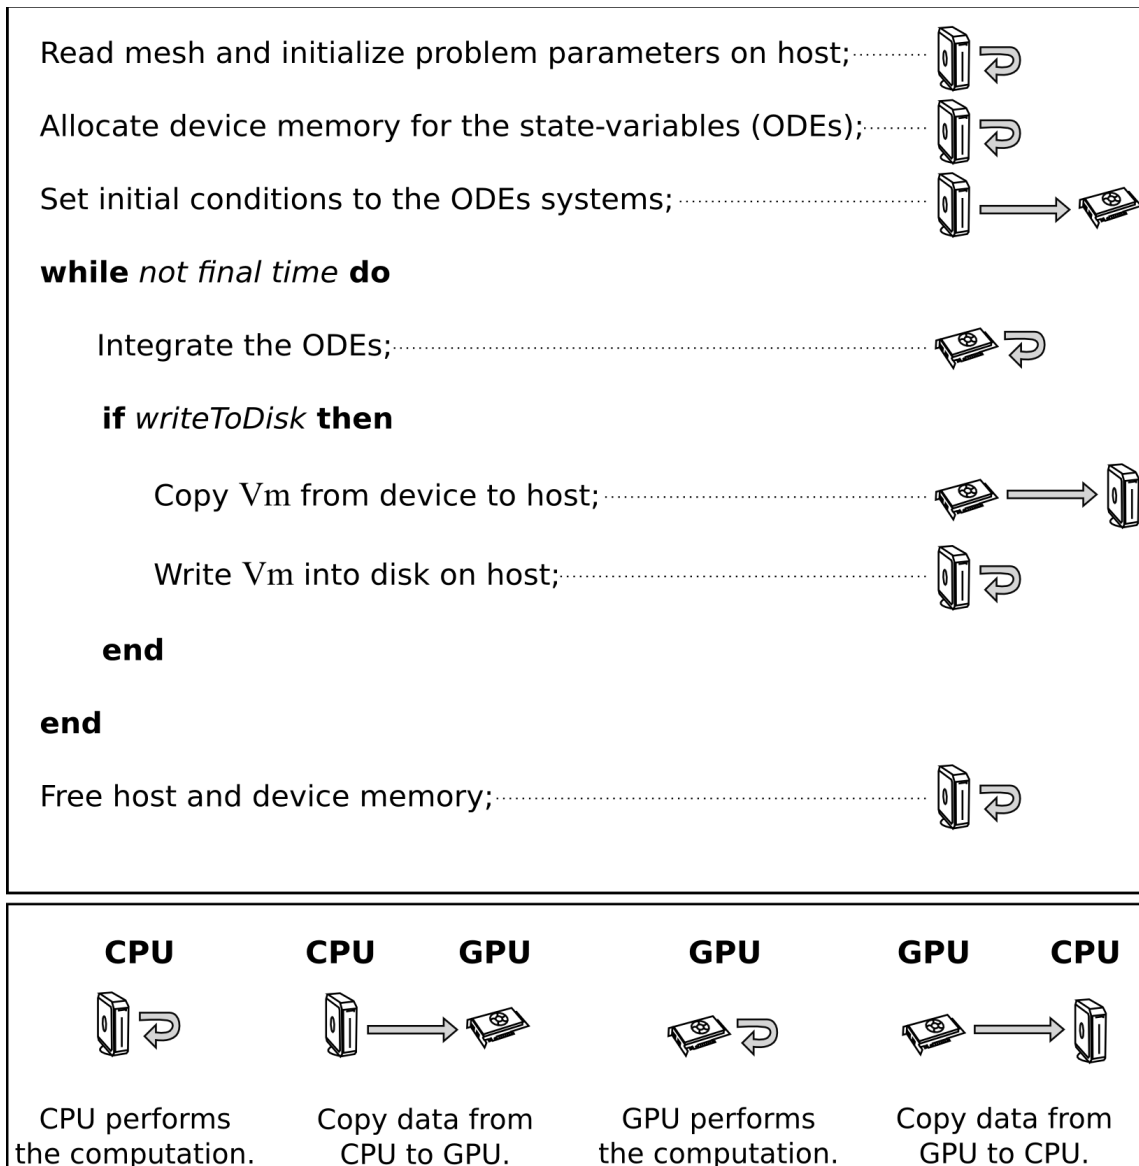 Read mesh and initialize problem parameters on host;
Allocate device memory for the state-variables (ODEs);
Set initial conditions to the ODEs systems;
while not final time do
Integrate the ODEs;
if writeToDisk then
Copy Vm from device to host;
Write Vm into disk on host;
end
end
Free host and device memory;
CPU CPU GPU GPU GPU CPU
CPU performs Copy data from GPU performs Copy data from
the computation. CPU to GPU. the computation. GPU to CPU.